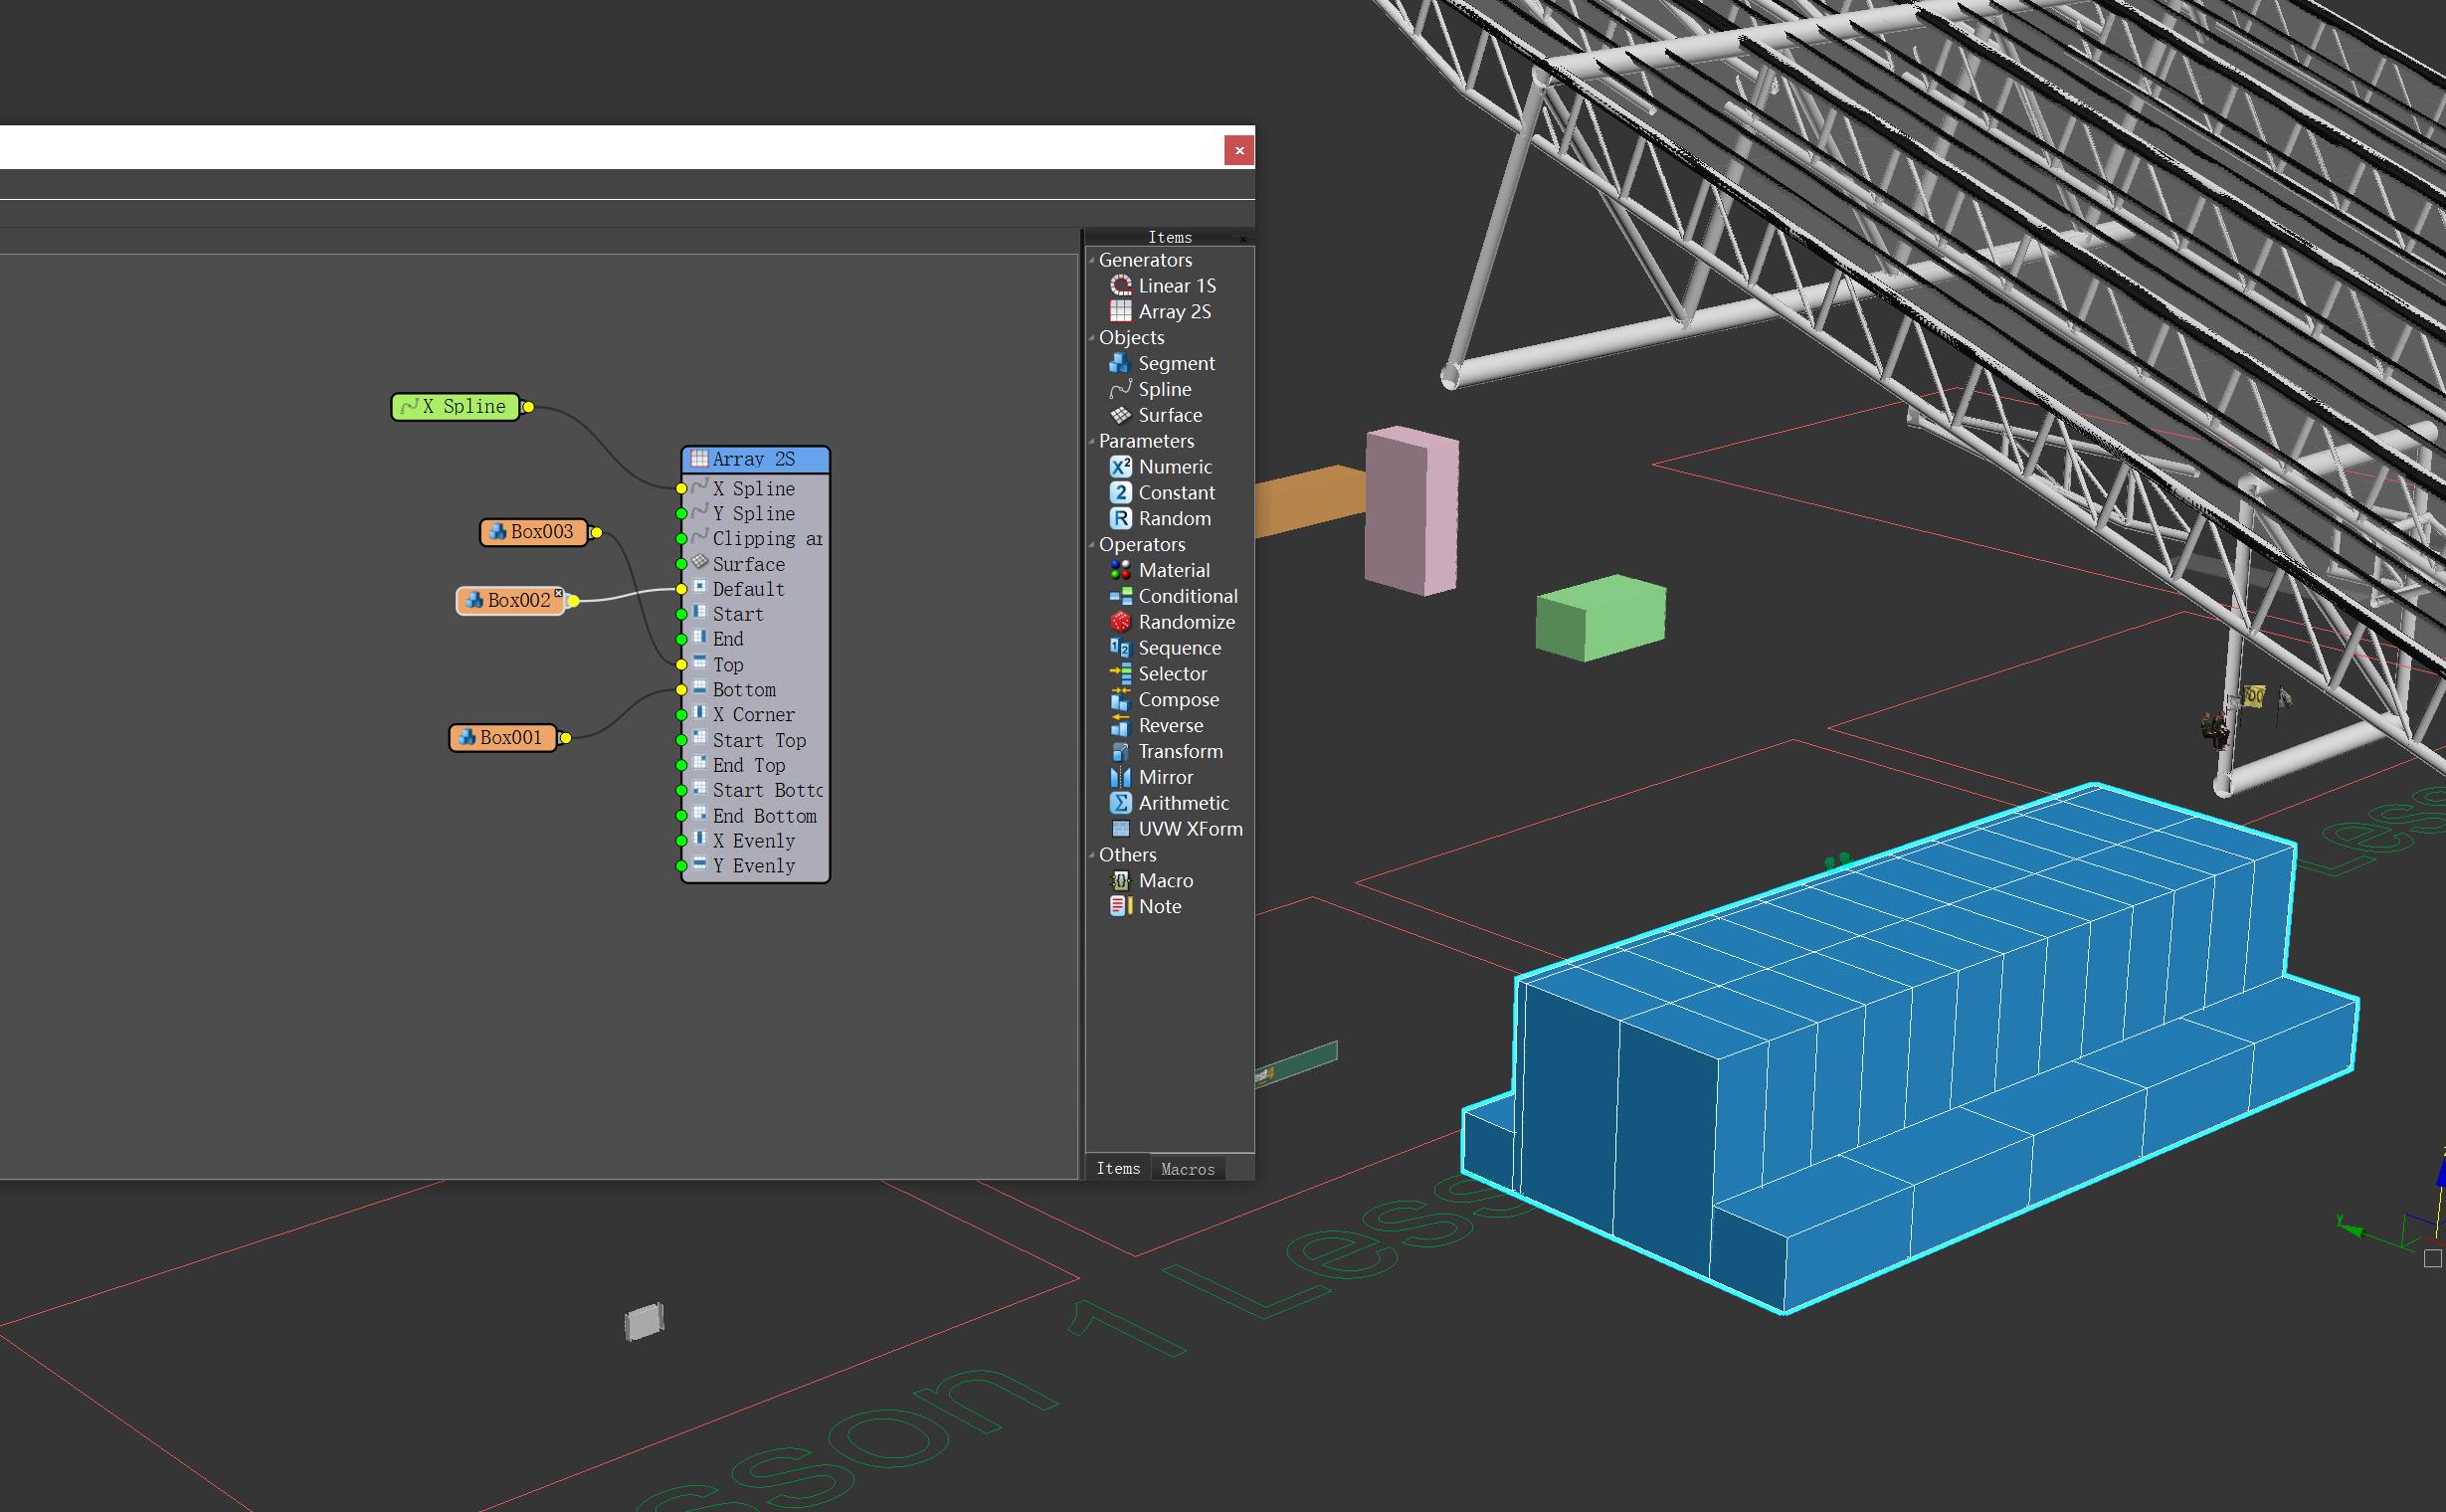 X Spline
Box003
Box002
Box001
Array 2S
X Spline
Y Spline
Clipping ar
Surface
Default
Start
End
Top
Bottom
X Corner
Start Top
End Top
Start Botto
End Bottom
X Evenly
Y Evenly
Items
Generators
Linear 1S
Array 2S
Objects
Segment
Spline
Surface
Parameters
Numeric
Constant
Random
Operators
Material
Conditional
Randomize
Sequence
Selector
Compose
Reverse
Transform
Mirror
Arithmetic
UVW XForm
Others
Macro
Note
Items
Macros
sson 1 Less
Less
y